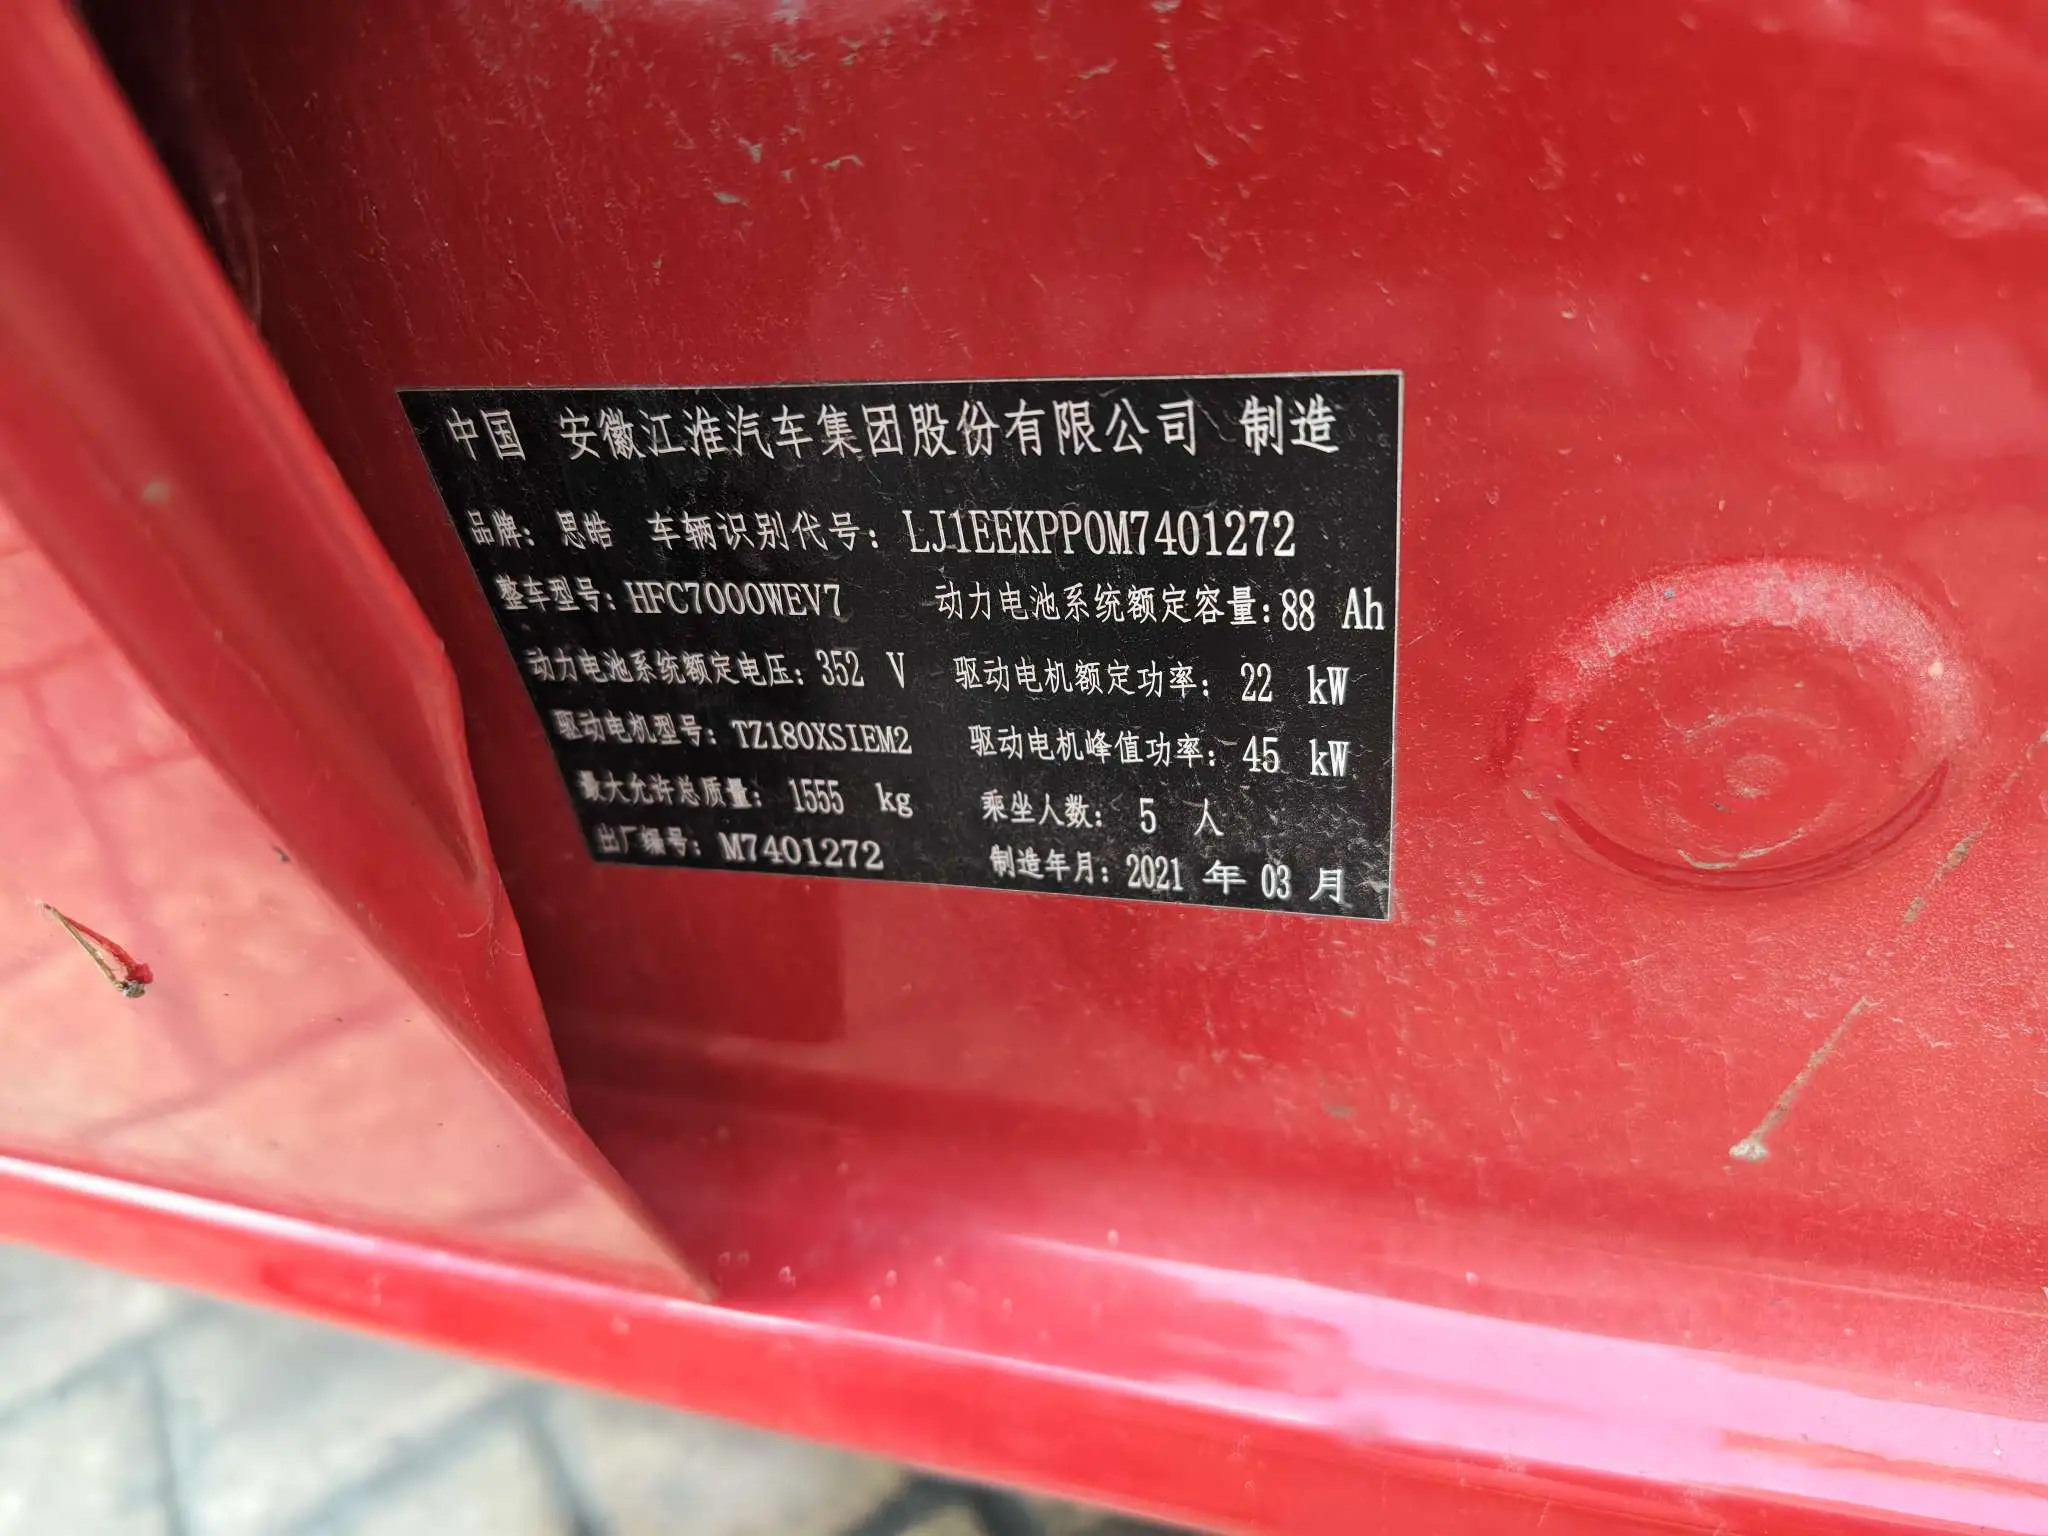 中国 安徽江淮汽车集团股份有限公司 制造
品牌：思皓 车辆识别代号：LJ1EEKPP0M7401272
整车型号：HFC7000WEV7 动力电池系统额定容量：88 Ah
动力电池系统额定电压：352 V 驱动电机额定功率：22 kW
驱动电机型号：TZ180XSIEM2 驱动电机峰值功率：45 kW
最大允许总质量：1555 kg 乘坐人数：5 人
出厂编号：M7401272 制造年月：2021 年 03 月